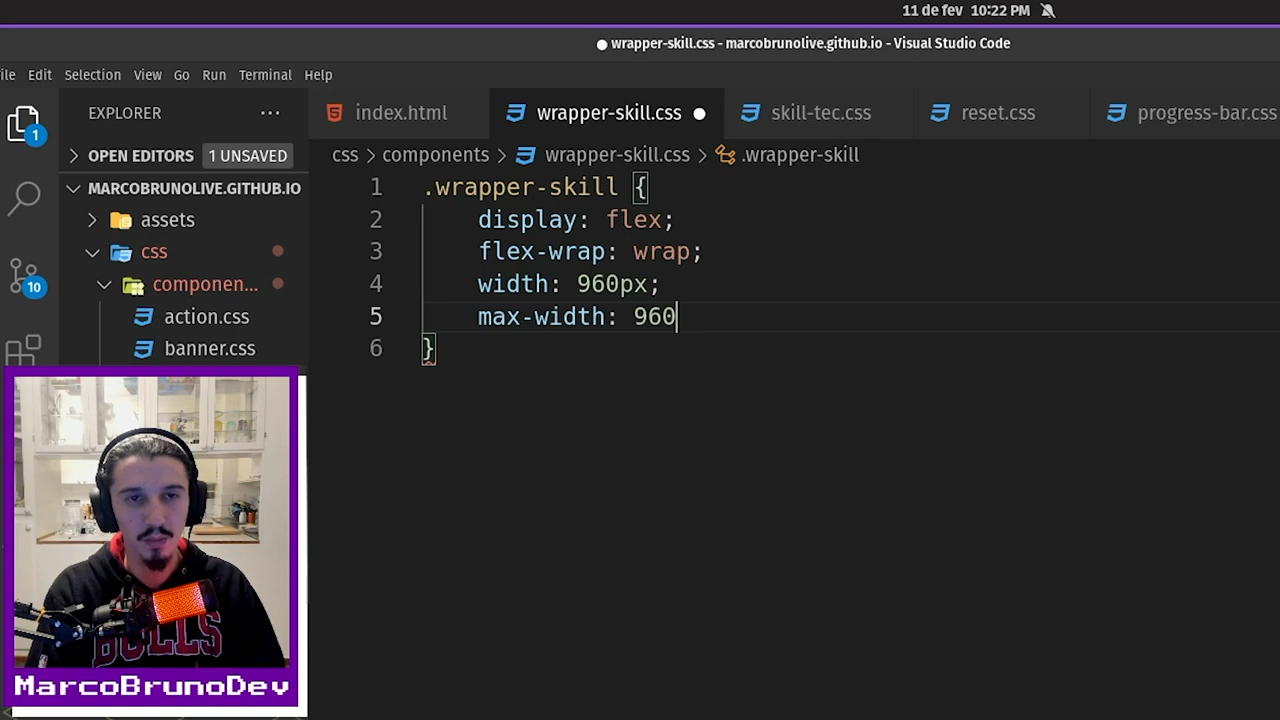 11 de fev 10:22 PM
wrapper-skill.css - marcobrunolive.github.io - Visual Studio Code
ile Edit Selection View Go Run Terminal Help
EXPLORER ...
index.html
wrapper-skill.css
skill-tec.css
reset.css
progress-bar.css
1
OPEN EDITORS 1 UNSAVED
css > components > wrapper-skill.css > .wrapper-skill
MARCOBRUNOLIVE.GITHUB.IO
assets
css
componen...
action.css
banner.css
10
1 .wrapper-skill {
2 display: flex;
3 flex-wrap: wrap;
4 width: 960px;
5 max-width: 960
6 }
BULLS
MarcoBrunoDev